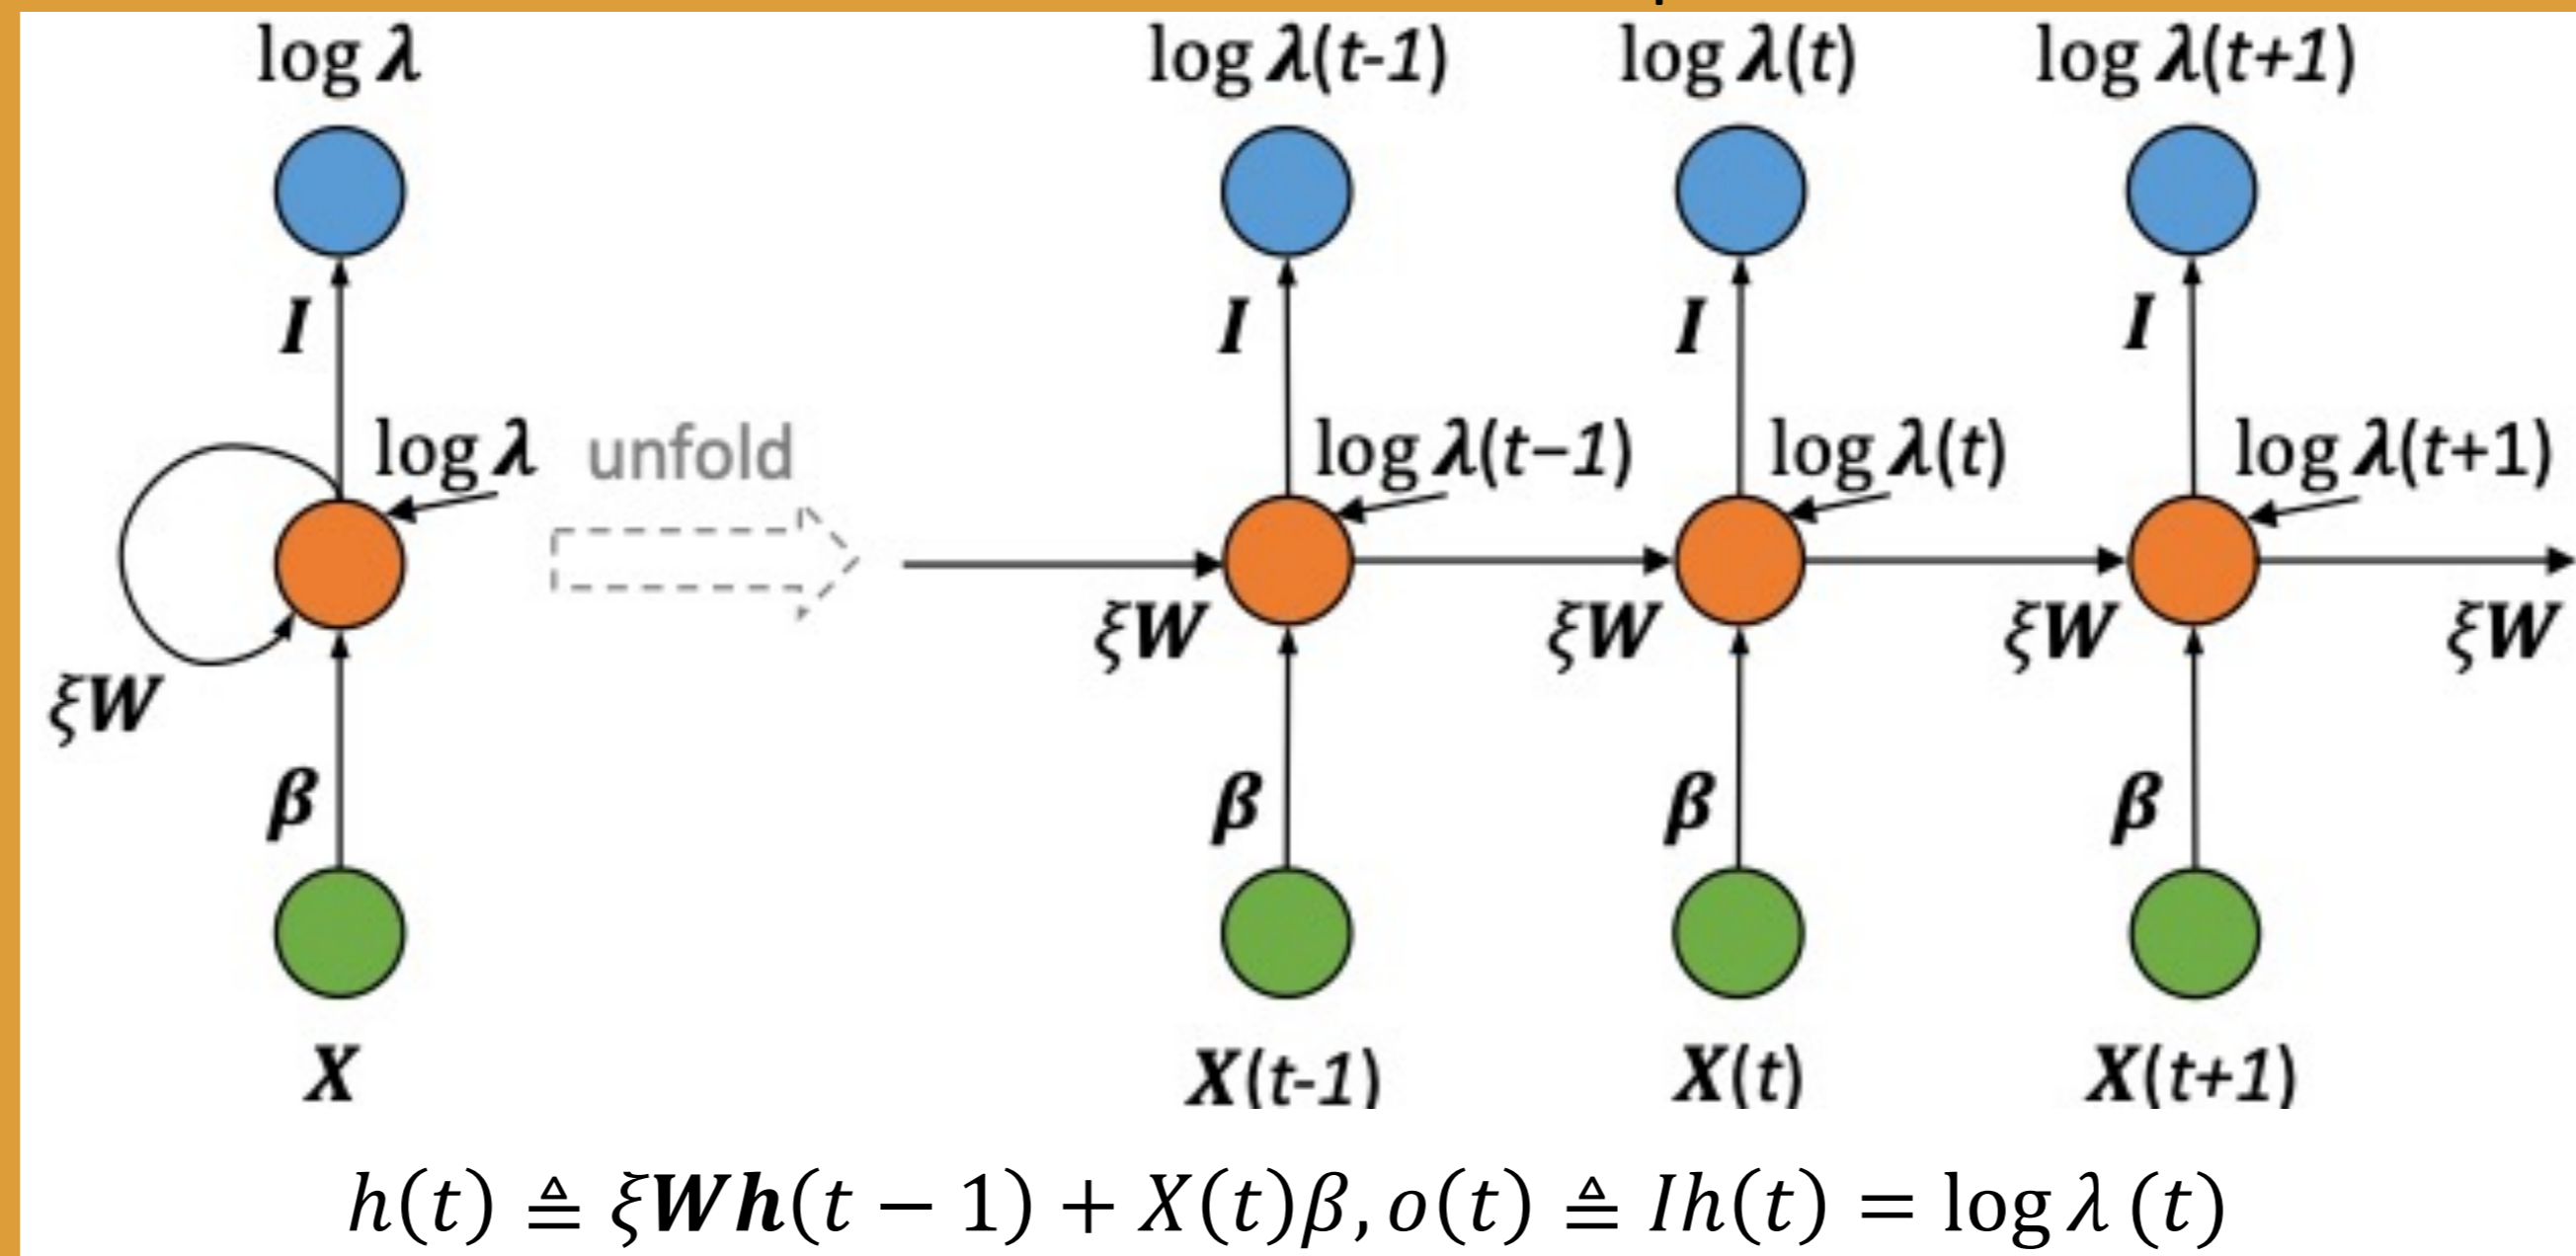 log λ log λ(t-1) log λ(t) log λ(t+1)
I I I I
log λ unfold log λ(t−1) log λ(t) log λ(t+1)
ξW ξW ξW ξW ξW
β β β β
X X(t-1) X(t) X(t+1)
h(t) ≜ ξWh(t − 1) + X(t)β, o(t) ≜ Ih(t) = log λ (t)